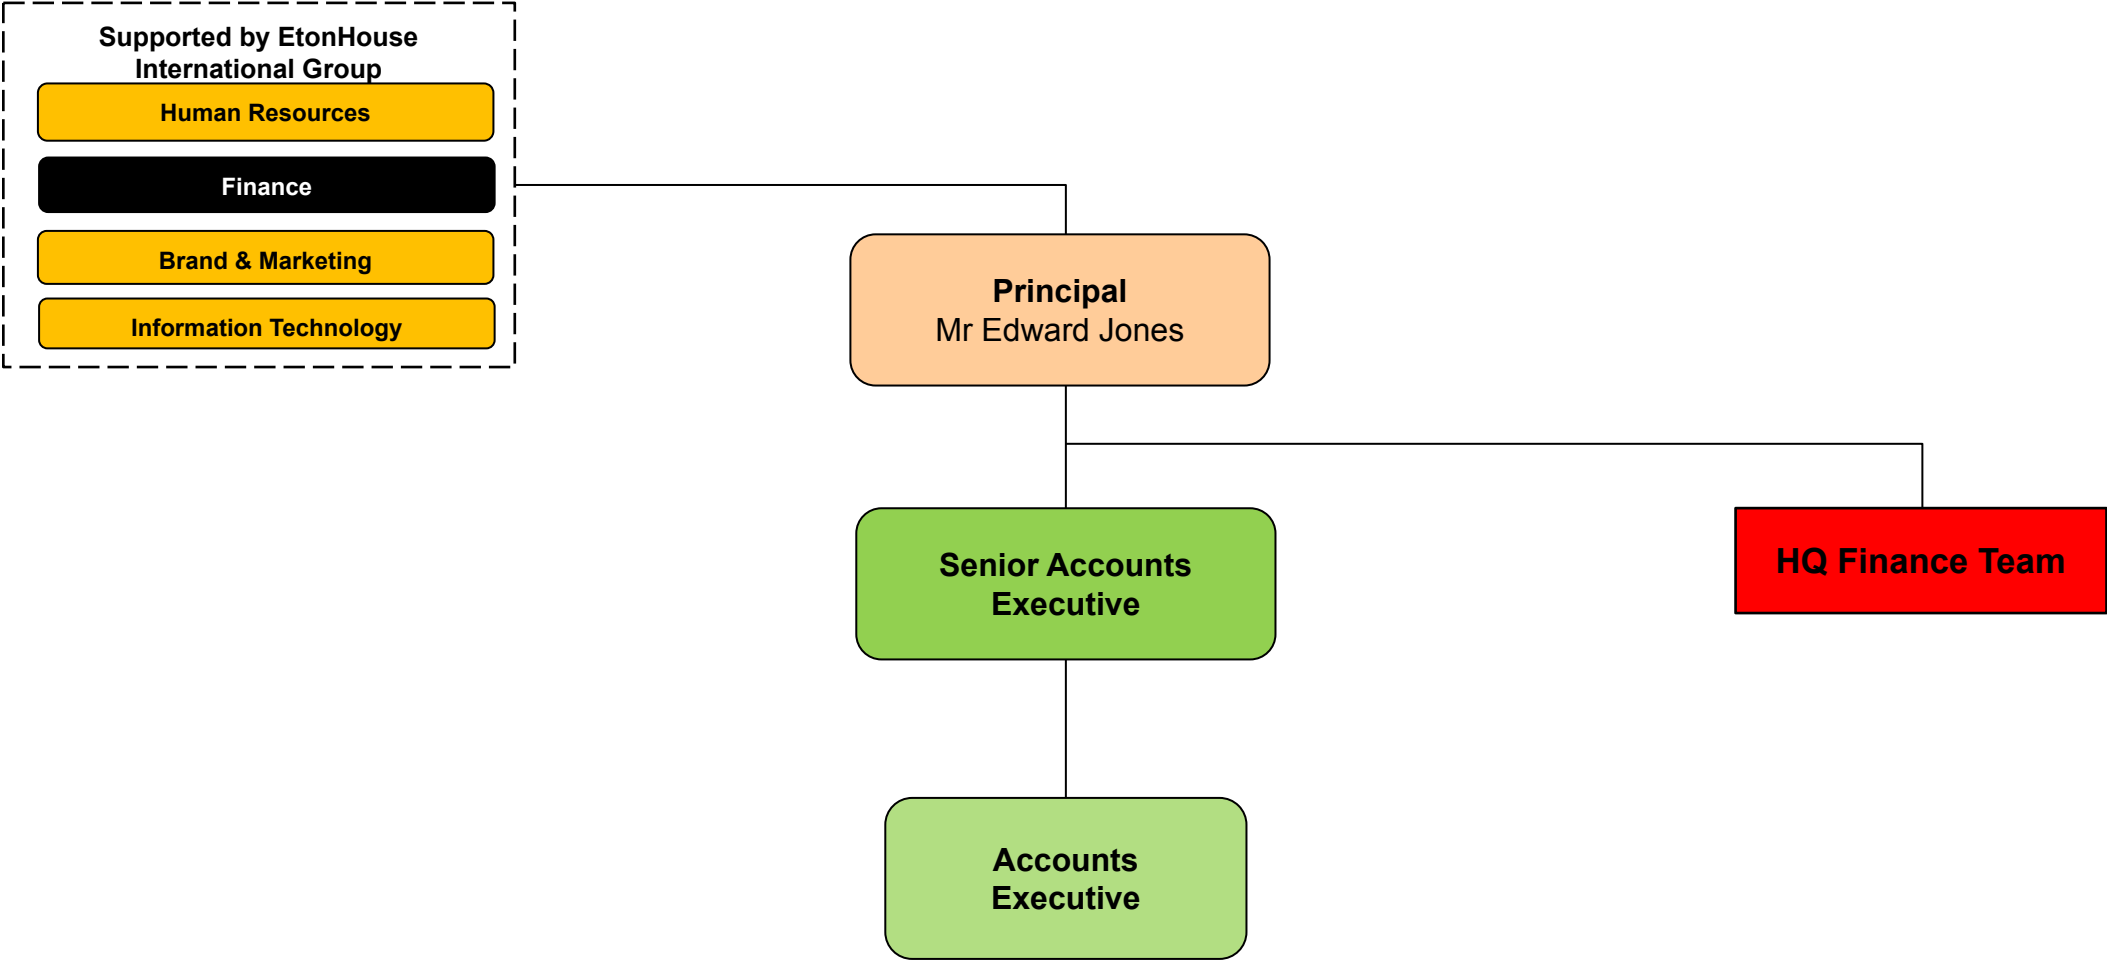 Supported by EtonHouse
International Group
Human Resources
Finance
Brand & Marketing
Information Technology
Principal
Mr Edward Jones
Senior Accounts
Executive
HQ Finance Team
Accounts
Executive